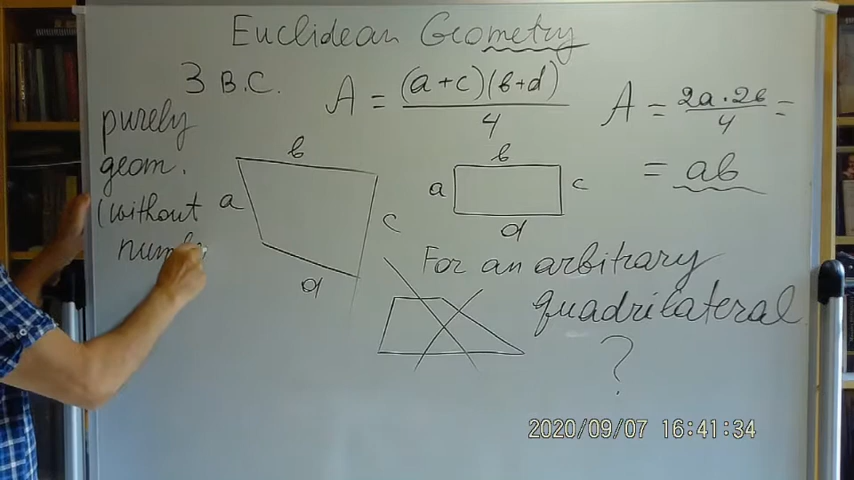 Euclidean Geometry
3 B.C.
A = (a+c)(b+d) / 4
A = 2a·2b / 4 =
= ab
purely
geom.
(without
numb
b
a
c
d
b
a
c
d
For an arbitrary
quadrilateral
?
2020/09/07 16:41:34